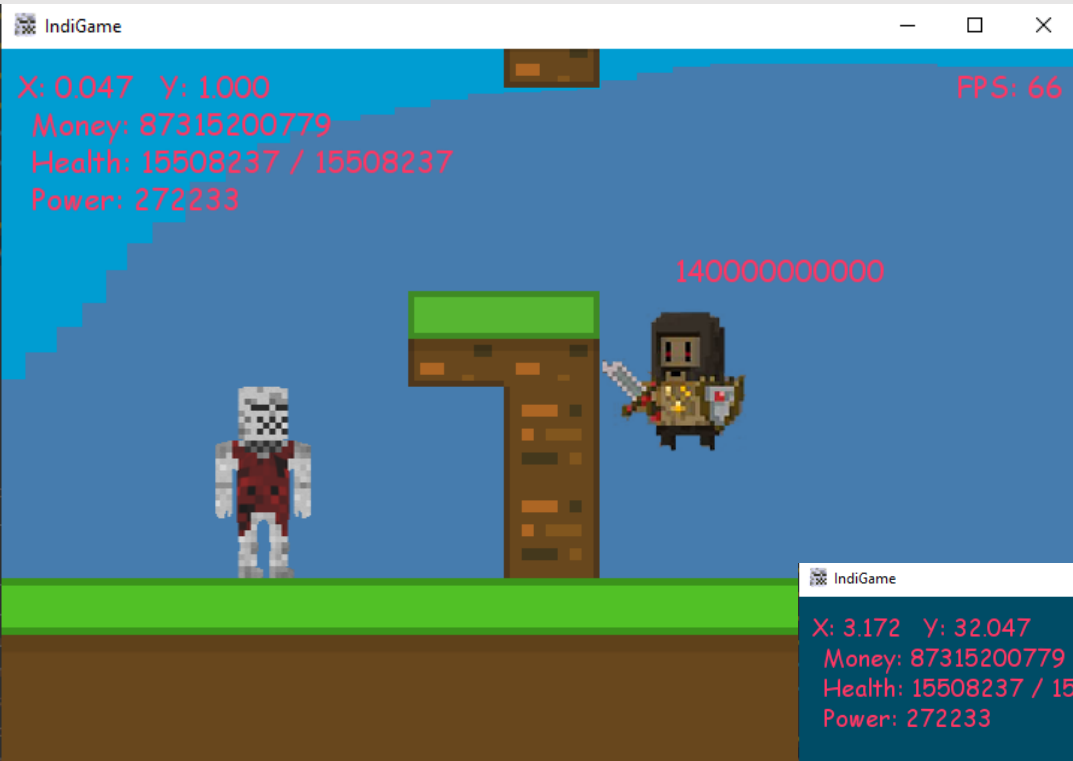 IndiGame
X: 0.047 Y: 1.000
FPS: 66
Money: 87315200779
Health: 15508237 / 15508237
Power: 272233
140000000000
IndiGame
X: 3.172 Y: 32.047
Money: 87315200779
Health: 15508237 / 15
Power: 272233